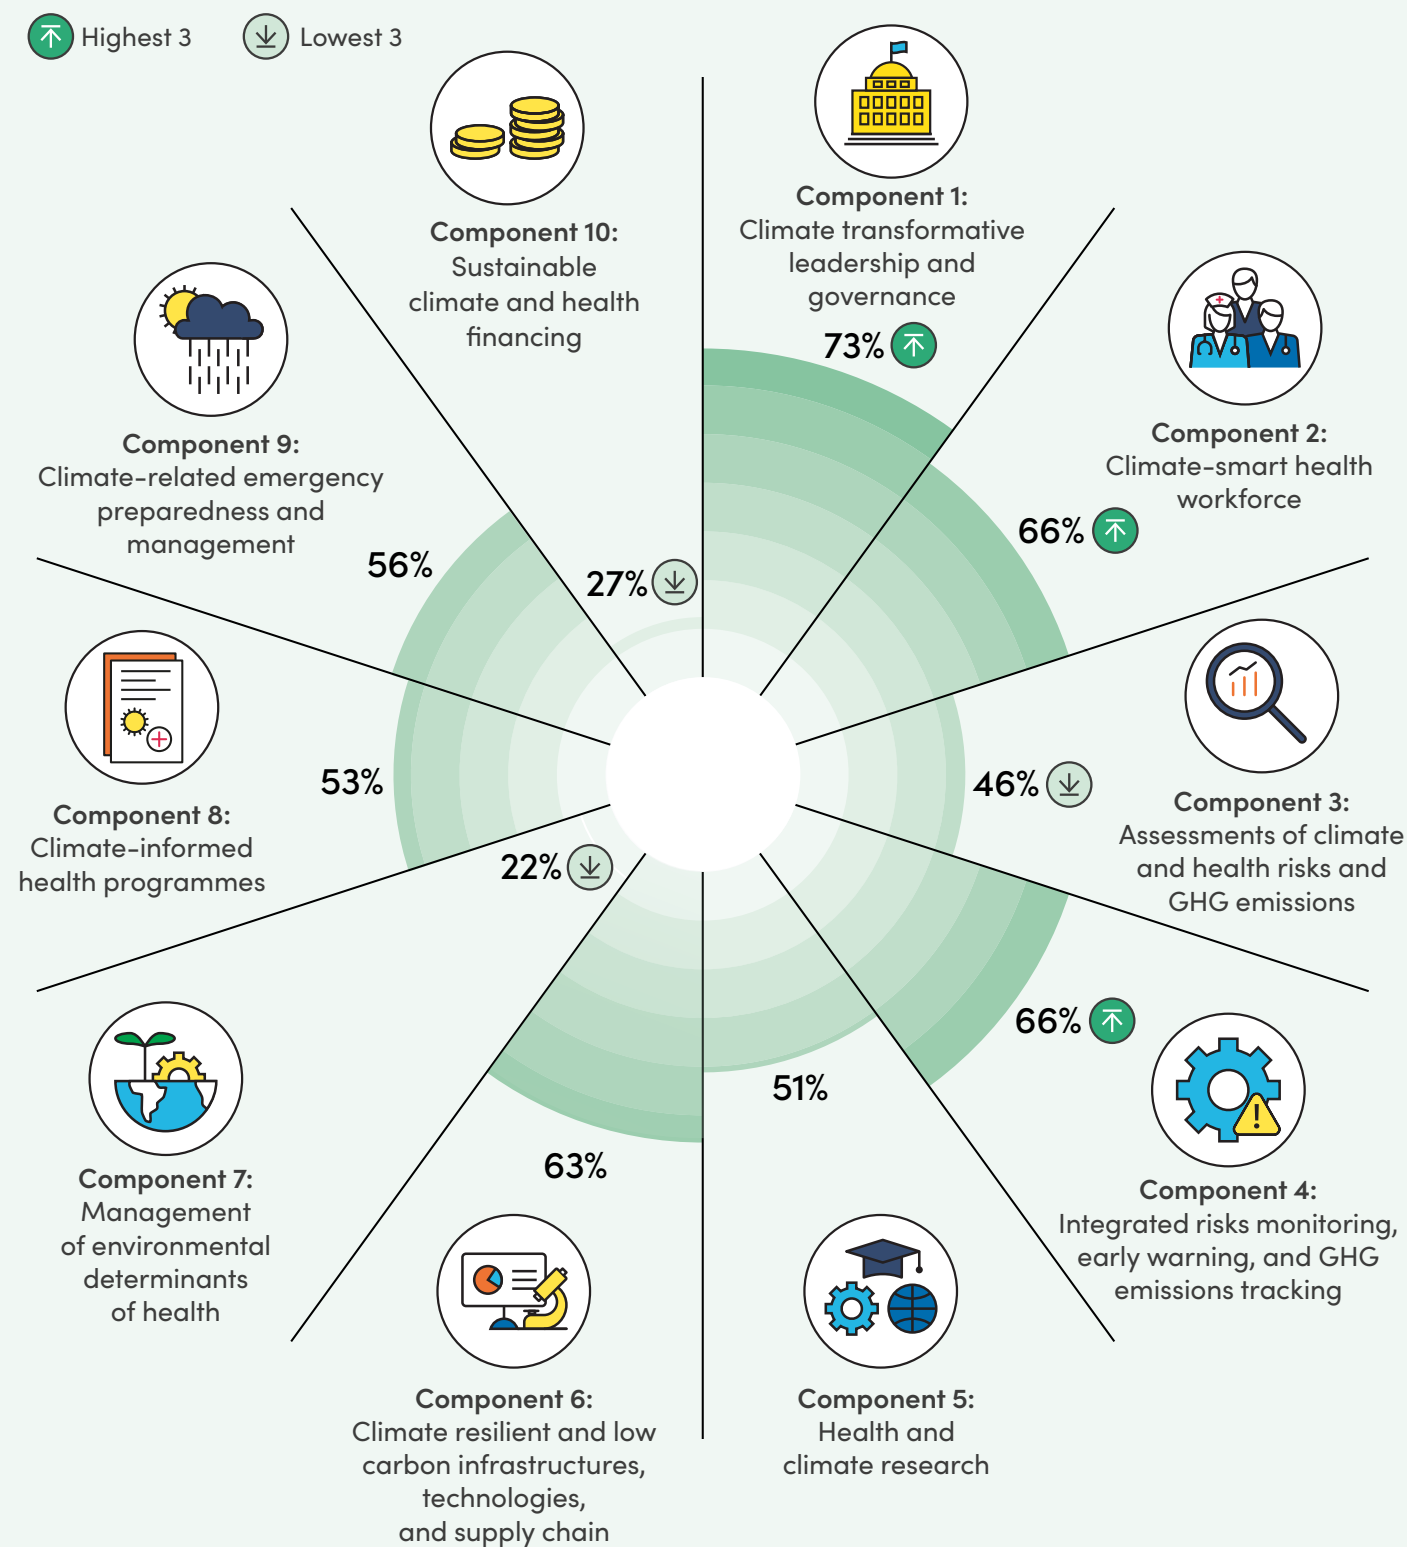 Highest 3
Lowest 3
Component 1:
Climate transformative
leadership and
governance
73%
Component 2:
Climate-smart health
workforce
66%
Component 3:
Assessments of climate
and health risks and
GHG emissions
46%
Component 4:
Integrated risks monitoring,
early warning, and GHG
emissions tracking
66%
Component 5:
Health and
climate research
51%
Component 6:
Climate resilient and low
carbon infrastructures,
technologies,
and supply chain
63%
Component 7:
Management
of environmental
determinants
of health
22%
Component 8:
Climate-informed
health programmes
53%
Component 9:
Climate-related emergency
preparedness and
management
56%
Component 10:
Sustainable
climate and health
financing
27%